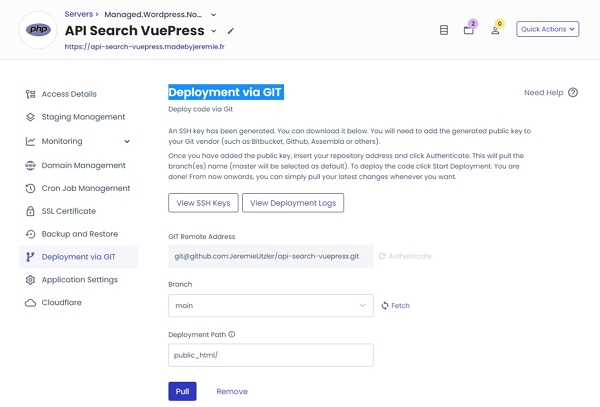 php
Servers › Managed.Wordpress.No...
API Search VuePress
https://api-search-vuepress.madebyjeremie.fr
2
0
Quick Actions
Access Details
Staging Management
Monitoring
Domain Management
Cron Job Management
SSL Certificate
Backup and Restore
Deployment via GIT
Application Settings
Cloudflare
Deployment via GIT
Need Help
Deploy code via Git
An SSH key has been generated. You can download it below. You will need to add the generated public key to
your Git vendor (such as Bitbucket, Github, Assembla or others).
Once you have added the public key, insert your repository address and click Authenticate. This will pull the
branch(es) name (master will be selected as default). To deploy the code click Start Deployment. You are
done! From now onwards, you can simply pull your latest changes whenever you want.
View SSH Keys
View Deployment Logs
GIT Remote Address
git@github.com:JeremieLitzler/api-search-vuepress.git
Authenticate
Branch
main
Fetch
Deployment Path
public_html/
Pull
Remove